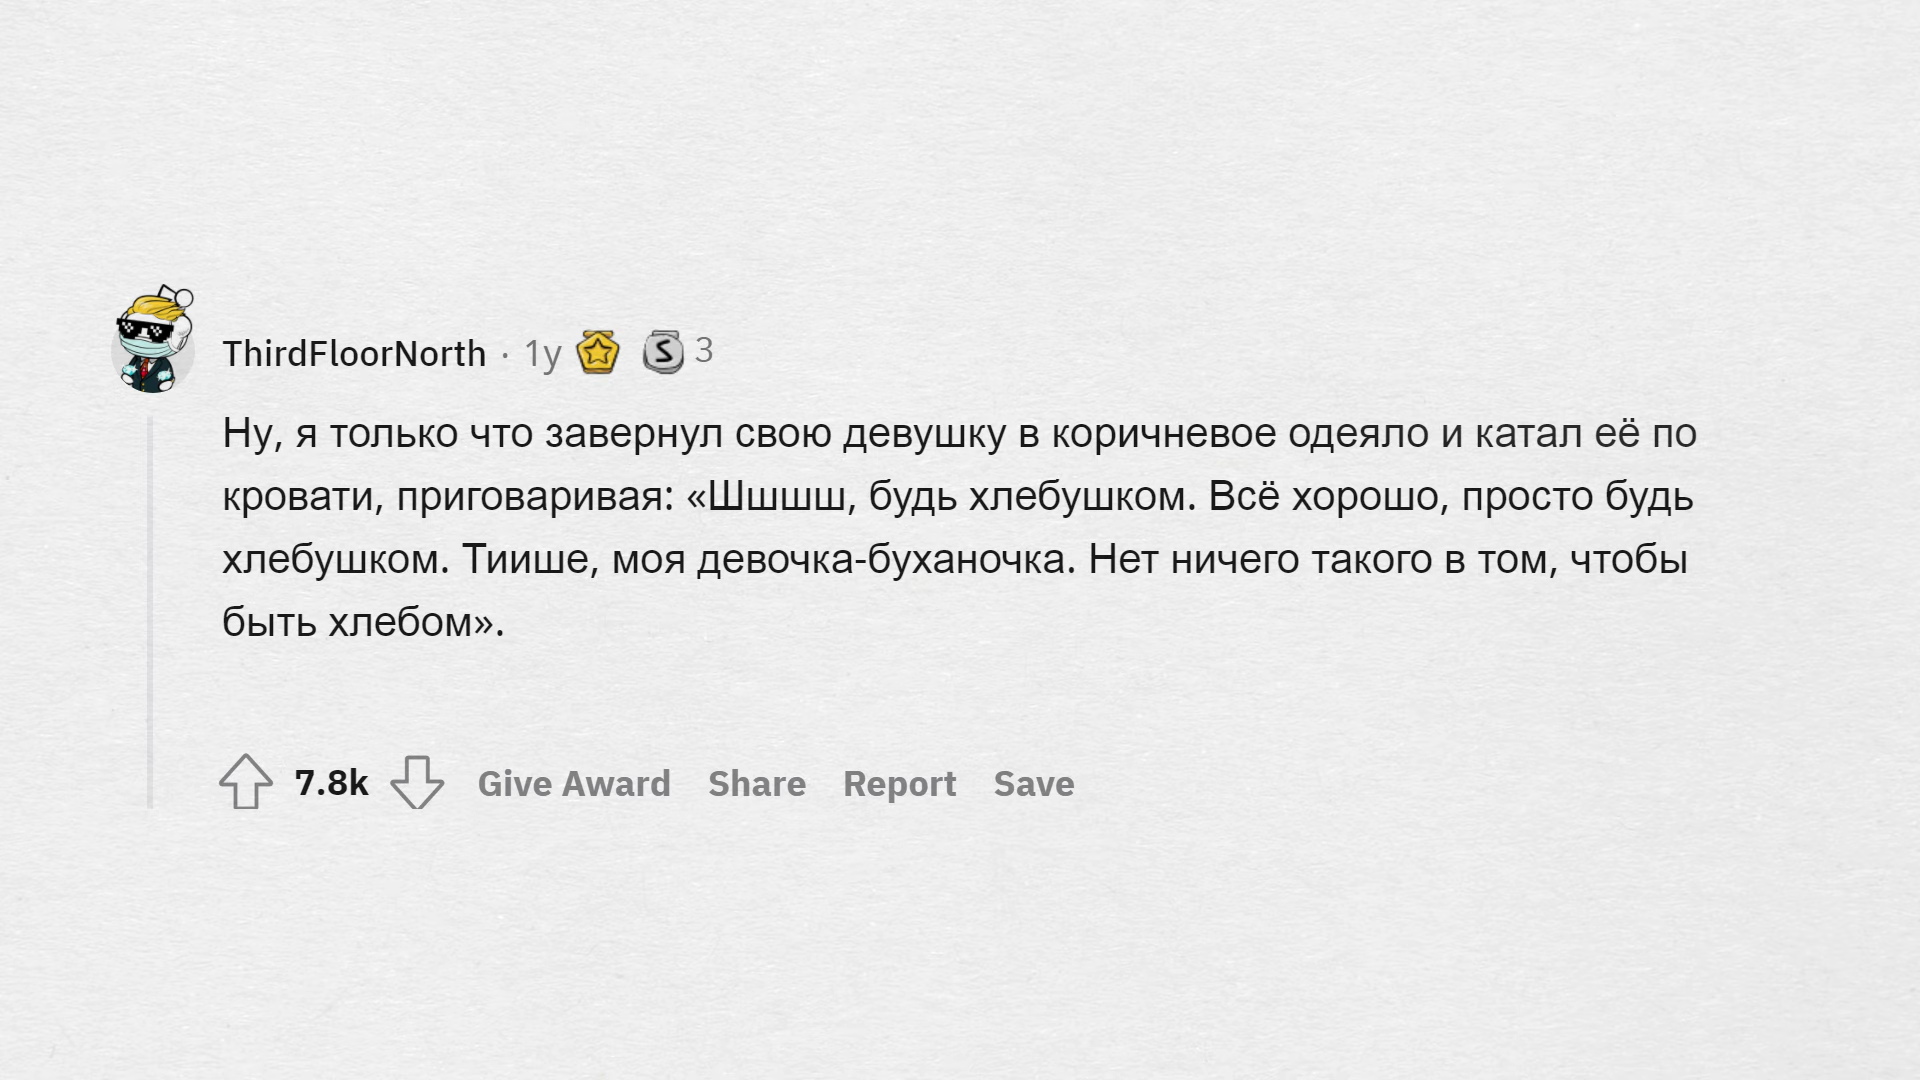 ThirdFloorNorth · 1y 3
Ну, я только что завернул свою девушку в коричневое одеяло и катал её по
кровати, приговаривая: «Шшшш, будь хлебушком. Всё хорошо, просто будь
хлебушком. Тиише, моя девочка-буханочка. Нет ничего такого в том, чтобы
быть хлебом».
7.8k Give Award Share Report Save